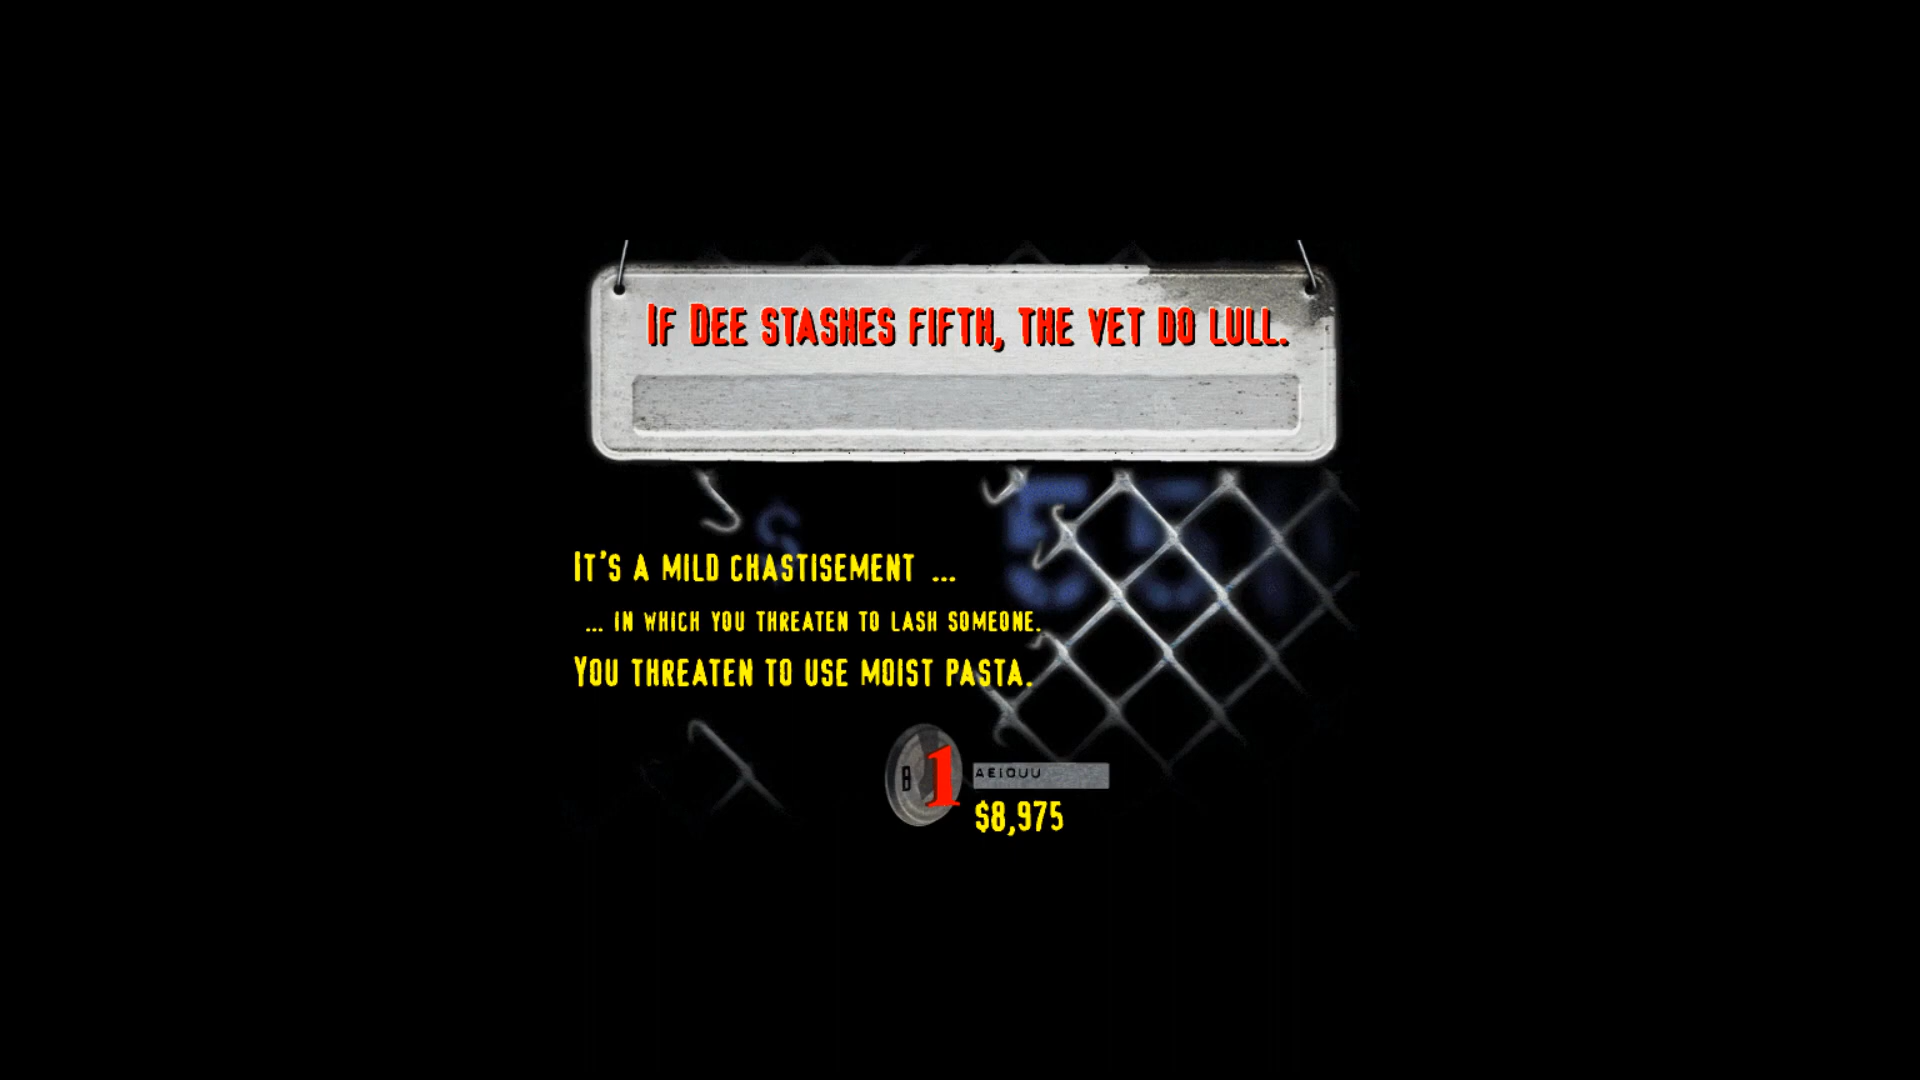 If Dee stashes fifth, the vet do lull.
It's a mild chastisement ...
... in which you threaten to lash someone.
You threaten to use moist pasta.
B 1
AEIOUU
$8,975